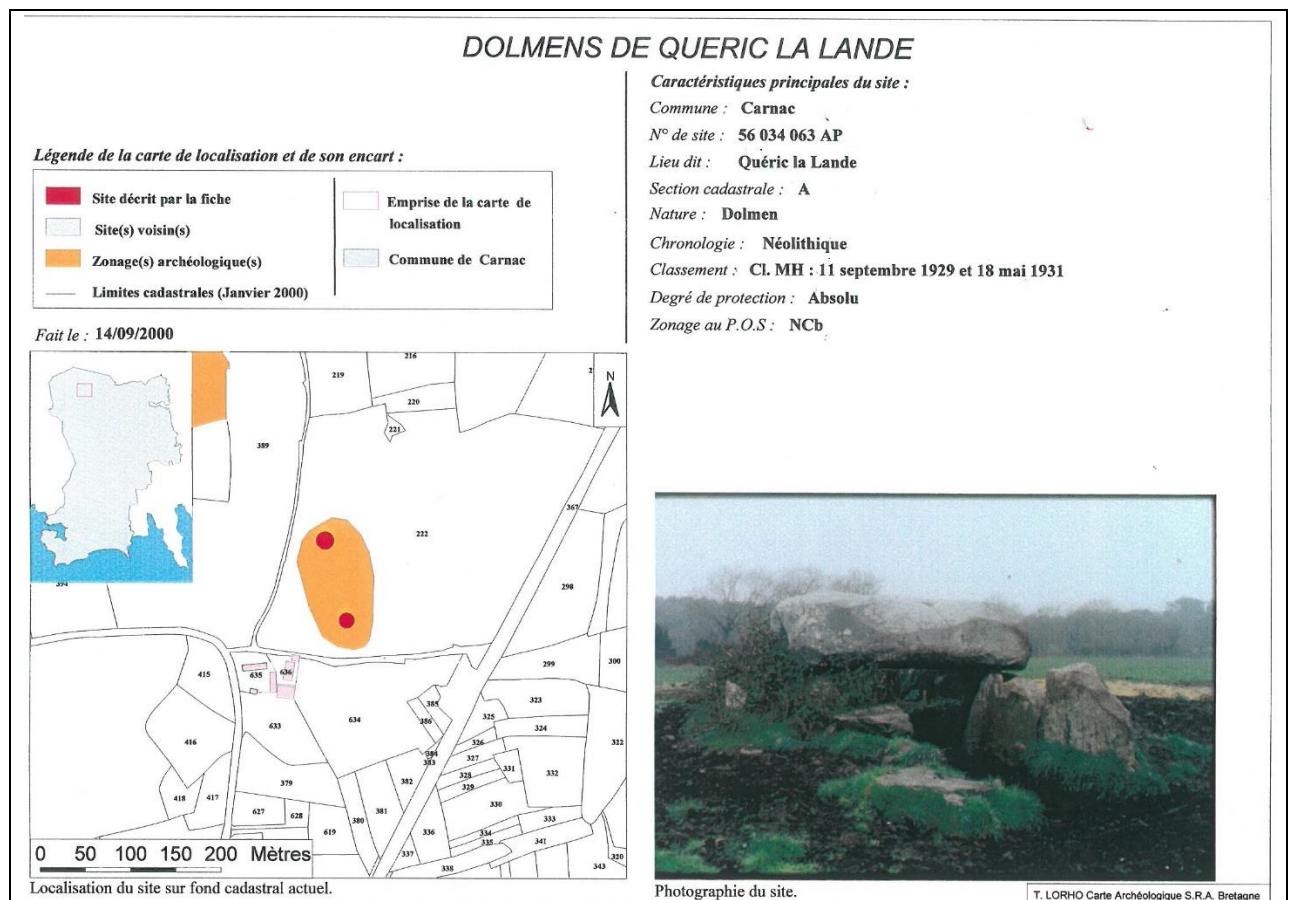 DOLMENS DE QUERIC LA LANDE
Légende de la carte de localisation et de son encart :
Site décrit par la fiche
Site(s) voisin(s)
Zonage(s) archéologique(s)
Limites cadastrales (Janvier 2000)
Emprise de la carte de
localisation
Commune de Carnac
Fait le : 14/09/2000
Caractéristiques principales du site :
Commune : Carnac
N° de site : 56 034 063 AP
Lieu dit : Quéric la Lande
Section cadastrale : A
Nature : Dolmen
Chronologie : Néolithique
Classement : Cl. MH : 11 septembre 1929 et 18 mai 1931
Degré de protection : Absolu
Zonage au P.O.S : NCb
216
219
220
221
N
389
367
222
298
394
299
300
415
635
636
323
385
386
325
324
633
634
416
326
322
384
383
327
331
332
328
379
382
329
418
417
381
330
627
628
333
380
619
336
334
335
341
337
338
320
343
0 50 100 150 200 Mètres
Localisation du site sur fond cadastral actuel.
Photographie du site.
T. LORHO Carte Archéologique S.R.A. Bretagne